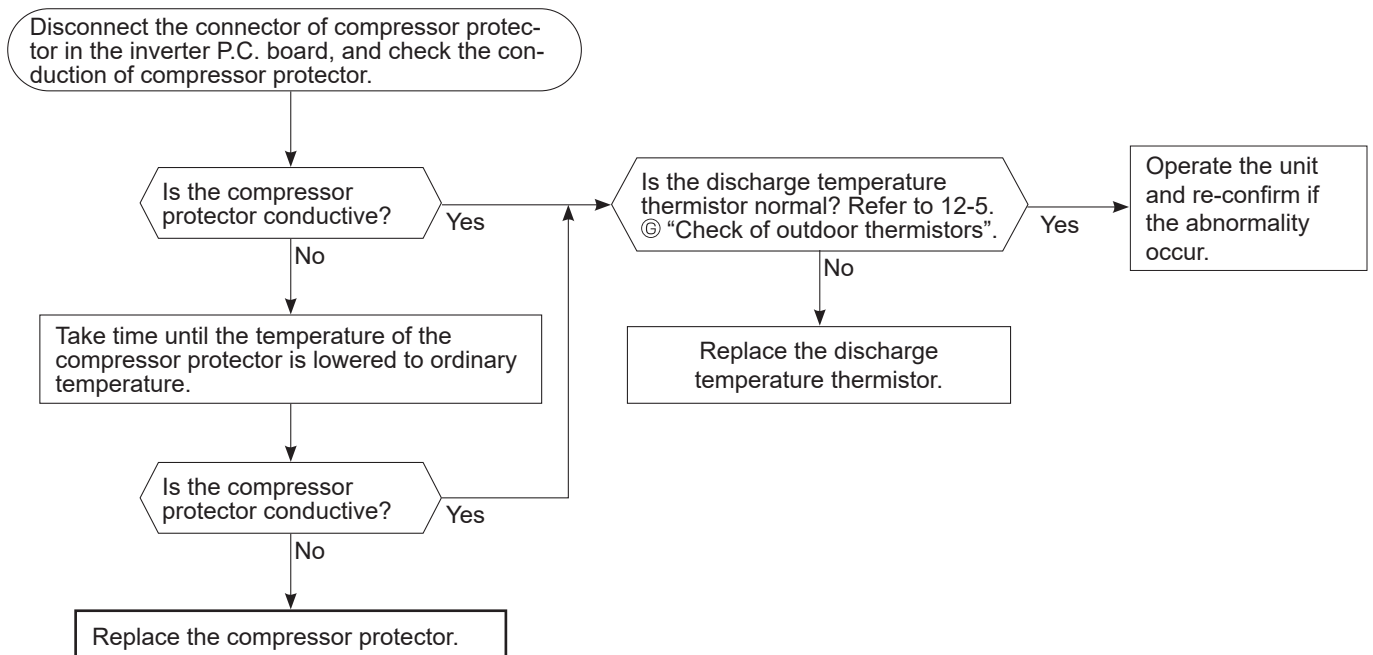 Disconnect the connector of compressor protec-
tor in the inverter P.C. board, and check the con-
duction of compressor protector.
Is the compressor
protector conductive?
Yes
No
Take time until the temperature of the
compressor protector is lowered to ordinary
temperature.
Is the compressor
protector conductive?
Yes
No
Replace the compressor protector.
Is the discharge temperature
thermistor normal? Refer to 12-5.
Ⓖ “Check of outdoor thermistors”.
Yes
No
Replace the discharge
temperature thermistor.
Operate the unit
and re-confirm if
the abnormality
occur.